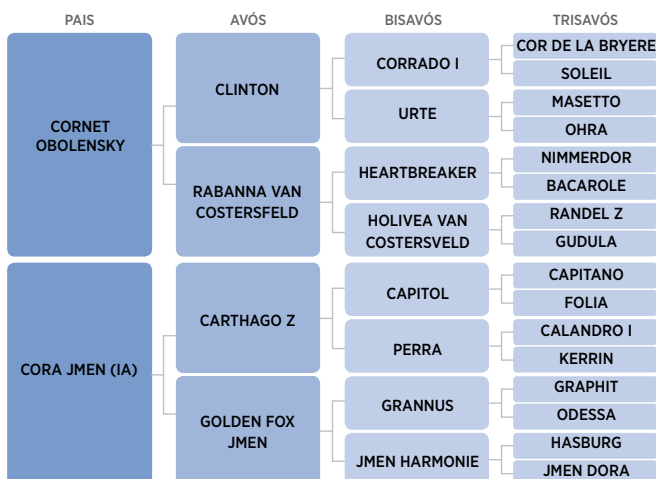 PAIS
AVÓS
BISAVÓS
TRISAVÓS
CORNET
OBOLENSKY
CLINTON
RABANNA VAN
COSTERSFELD
CORRADO I
URTE
HEARTBREAKER
HOLIVEA VAN
COSTERSVELD
COR DE LA BRYERE
SOLEIL
MASETTO
OHRA
NIMMERDOR
BACAROLE
RANDEL Z
GUDULA
CORA JMEN (IA)
CARTHAGO Z
GOLDEN FOX
JMEN
CAPITOL
PERRA
GRANNUS
JMEN HARMONIE
CAPITANO
FOLIA
CALANDRO I
KERRIN
GRAPHIT
ODESSA
HASBURG
JMEN DORA